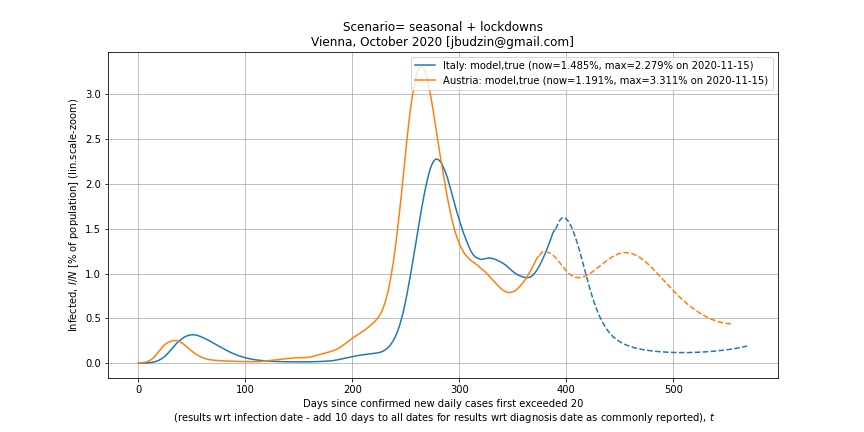 Scenario= seasonal + lockdowns
Vienna, October 2020 [jbudzin@gmail.com]
Italy: model,true (now=1.485%, max=2.279% on 2020-11-15)
Austria: model,true (now=1.191%, max=3.311% on 2020-11-15)
Infected, I/N [% of population] (lin.scale-zoom)
3.0
2.5
2.0
1.5
1.0
0.5
0.0
0 100 200 300 400 500
Days since confirmed new daily cases first exceeded 20
(results wrt infection date - add 10 days to all dates for results wrt diagnosis date as commonly reported), t